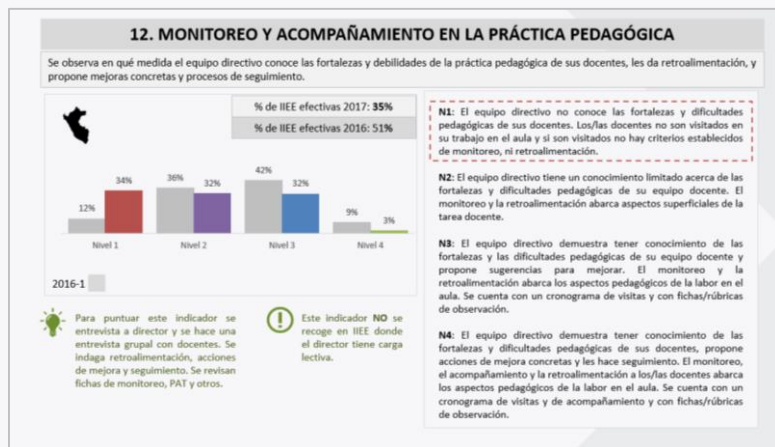 12. MONITOREO Y ACOMPAÑAMIENTO EN LA PRÁCTICA PEDAGÓGICA
Se observa en qué medida el equipo directivo conoce las fortalezas y debilidades de la práctica pedagógica de sus docentes, les da retroalimentación, y
propone mejoras concretas y procesos de seguimiento.
% de IIEE efectivas 2017: 35%
% de IIEE efectivas 2016: 51%
12%
34%
36%
32%
42%
32%
9%
3%
Nivel 1
Nivel 2
Nivel 3
Nivel 4
2016-1
Para puntuar este indicador se
entrevista a director y se hace una
entrevista grupal con docentes. Se
indaga retroalimentación, acciones
de mejora y seguimiento. Se revisan
fichas de monitoreo, PAT y otros.
Este indicador NO se
recoge en IIEE donde
el director tiene carga
lectiva.
N1: El equipo directivo no conoce las fortalezas y dificultades
pedagógicas de sus docentes. Los/las docentes no son visitados en
su trabajo en el aula y si son visitados no hay criterios establecidos
de monitoreo, ni retroalimentación.
N2: El equipo directivo tiene un conocimiento limitado acerca de las
fortalezas y dificultades pedagógicas de su equipo docente. El
monitoreo y la retroalimentación abarca aspectos superficiales de la
tarea docente.
N3: El equipo directivo demuestra tener conocimiento de las
fortalezas y las dificultades pedagógicas de su equipo docente y
propone sugerencias para mejorar. El monitoreo y la
retroalimentación abarca los aspectos pedagógicos de la labor en el
aula. Se cuenta con un cronograma de visitas y con fichas/rúbricas
de observación.
N4: El equipo directivo demuestra tener conocimiento de las
fortalezas y dificultades pedagógicas de sus docentes, propone
acciones de mejora concretas y les hace seguimiento. El monitoreo,
el acompañamiento y la retroalimentación a los/las docentes abarca
los aspectos pedagógicos de la labor en el aula. Se cuenta con un
cronograma de visitas y de acompañamiento y con fichas/rúbricas
de observación.